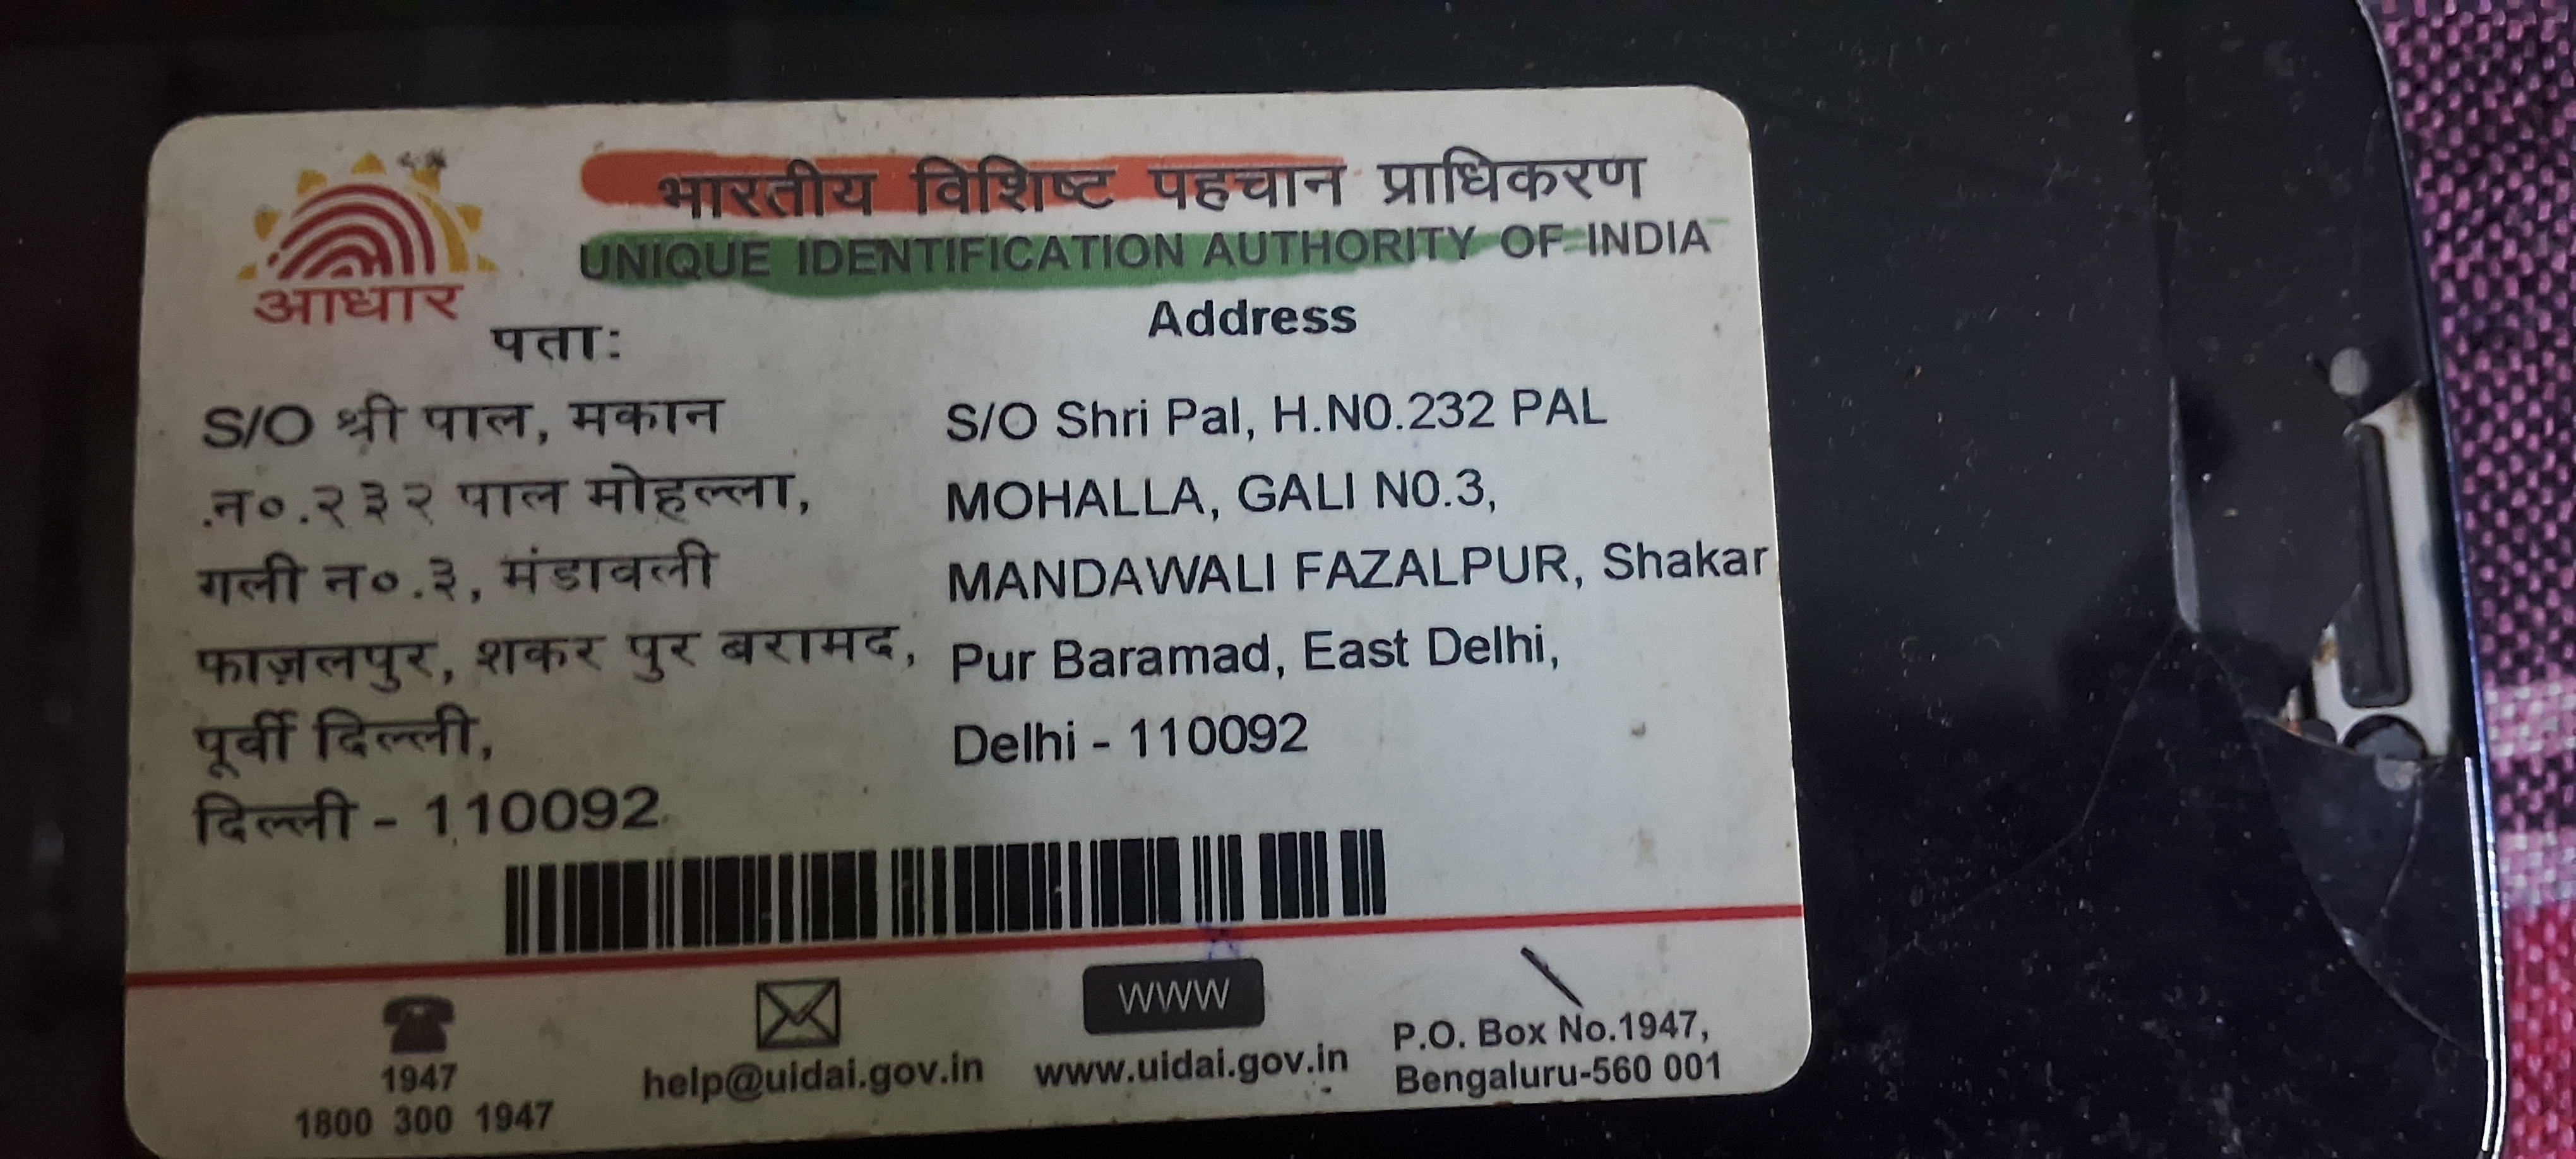 भारतीय विशिष्ट पहचान प्राधिकरण
UNIQUE IDENTIFICATION AUTHORITY OF INDIA
आधार
पता:
S/O श्री पाल, मकान
.न०.२३२ पाल मोहल्ला,
गली न०.३, मंडावली
फाज़लपुर, शकर पुर बरामद,
पूर्वी दिल्ली,
दिल्ली - 110092
Address
S/O Shri Pal, H.NO.232 PAL
MOHALLA, GALI NO.3,
MANDAWALI FAZALPUR, Shakar
Pur Baramad, East Delhi,
Delhi - 110092
1947
1800 300 1947
help@uidai.gov.in
www
www.uidai.gov.in
P.O. Box No.1947,
Bengaluru-560 001